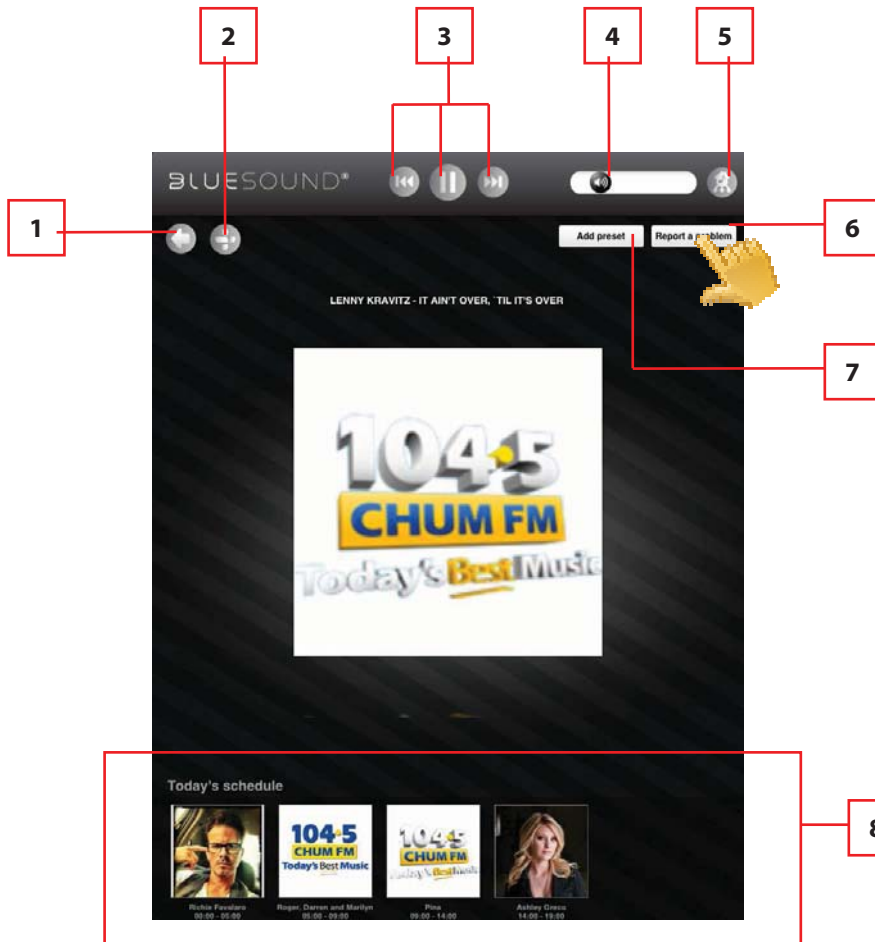 2
3
4
5
BLUESOUND®
1
6
Add preset
Report a problem
LENNY KRAVITZ - IT AIN'T OVER, `TIL IT'S OVER
7
104.5
CHUM FM
Today's Best Music
Today's schedule
8
104.5
CHUM FM
Today's Best Music
104.5
CHUM FM
Today's Best Music
Richie Favalaro
00:00 - 05:00
Roger, Darren and Marilyn
05:00 - 09:00
Pina
09:00 - 14:00
Ashley Greco
14:00 - 19:00